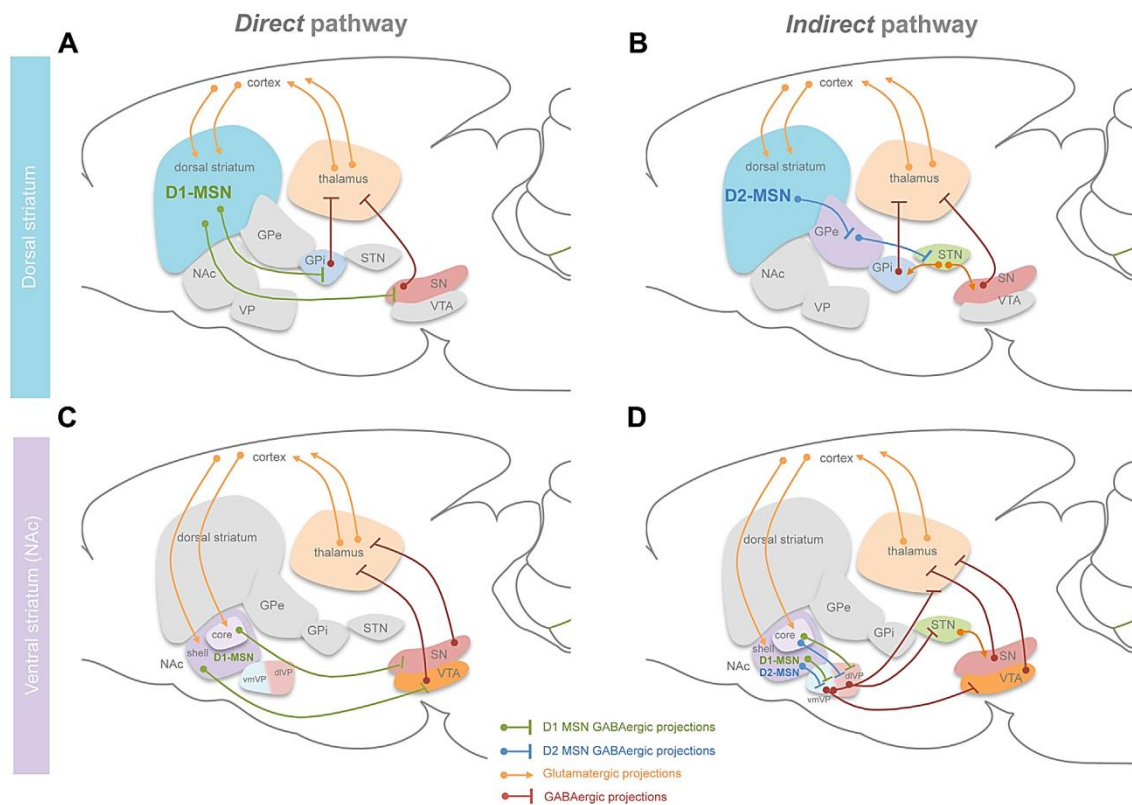 Direct pathway
Indirect pathway
Dorsal striatum
A
cortex
dorsal striatum
D1-MSN
thalamus
GPe
GPi
STN
NAc
VP
SN
VTA
B
cortex
dorsal striatum
D2-MSN
thalamus
GPe
GPi
STN
NAc
VP
SN
VTA
Ventral striatum (NAc)
C
cortex
dorsal striatum
thalamus
GPe
GPi
STN
core
shell
D1-MSN
NAc
vmVP
dlVP
SN
VTA
D
cortex
dorsal striatum
thalamus
GPe
GPi
STN
core
shell
NAc
D1-MSN
D2-MSN
dlVP
vmVP
SN
VTA
D1 MSN GABAergic projections
D2 MSN GABAergic projections
Glutamatergic projections
GABAergic projections